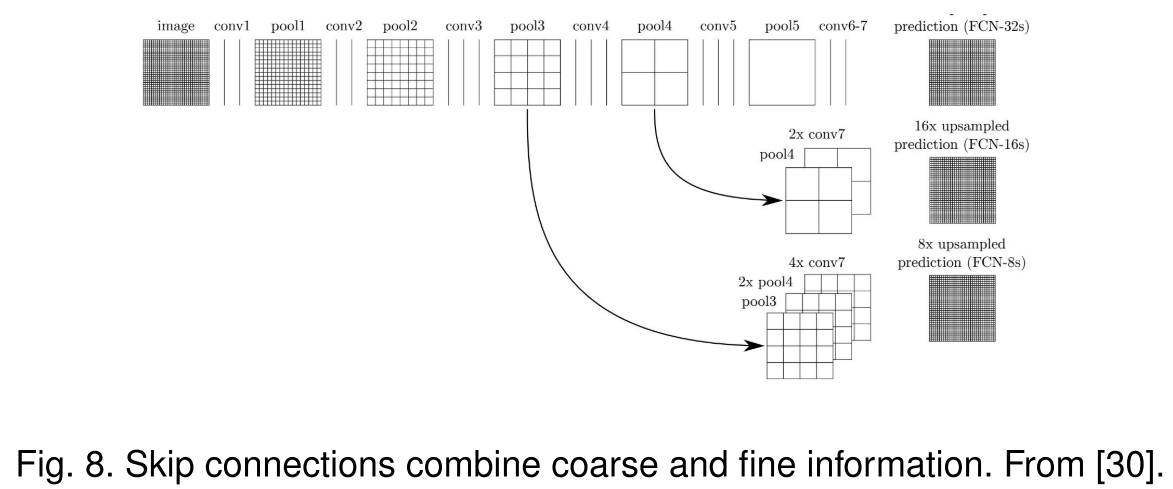 image conv1 pool1 conv2 pool2 conv3 pool3 conv4 pool4 conv5 pool5 conv6-7
prediction (FCN-32s)
16x upsampled
prediction (FCN-16s)
2x conv7
pool4
8x upsampled
prediction (FCN-8s)
4x conv7
2x pool4
pool3
Fig. 8. Skip connections combine coarse and fine information. From [30].